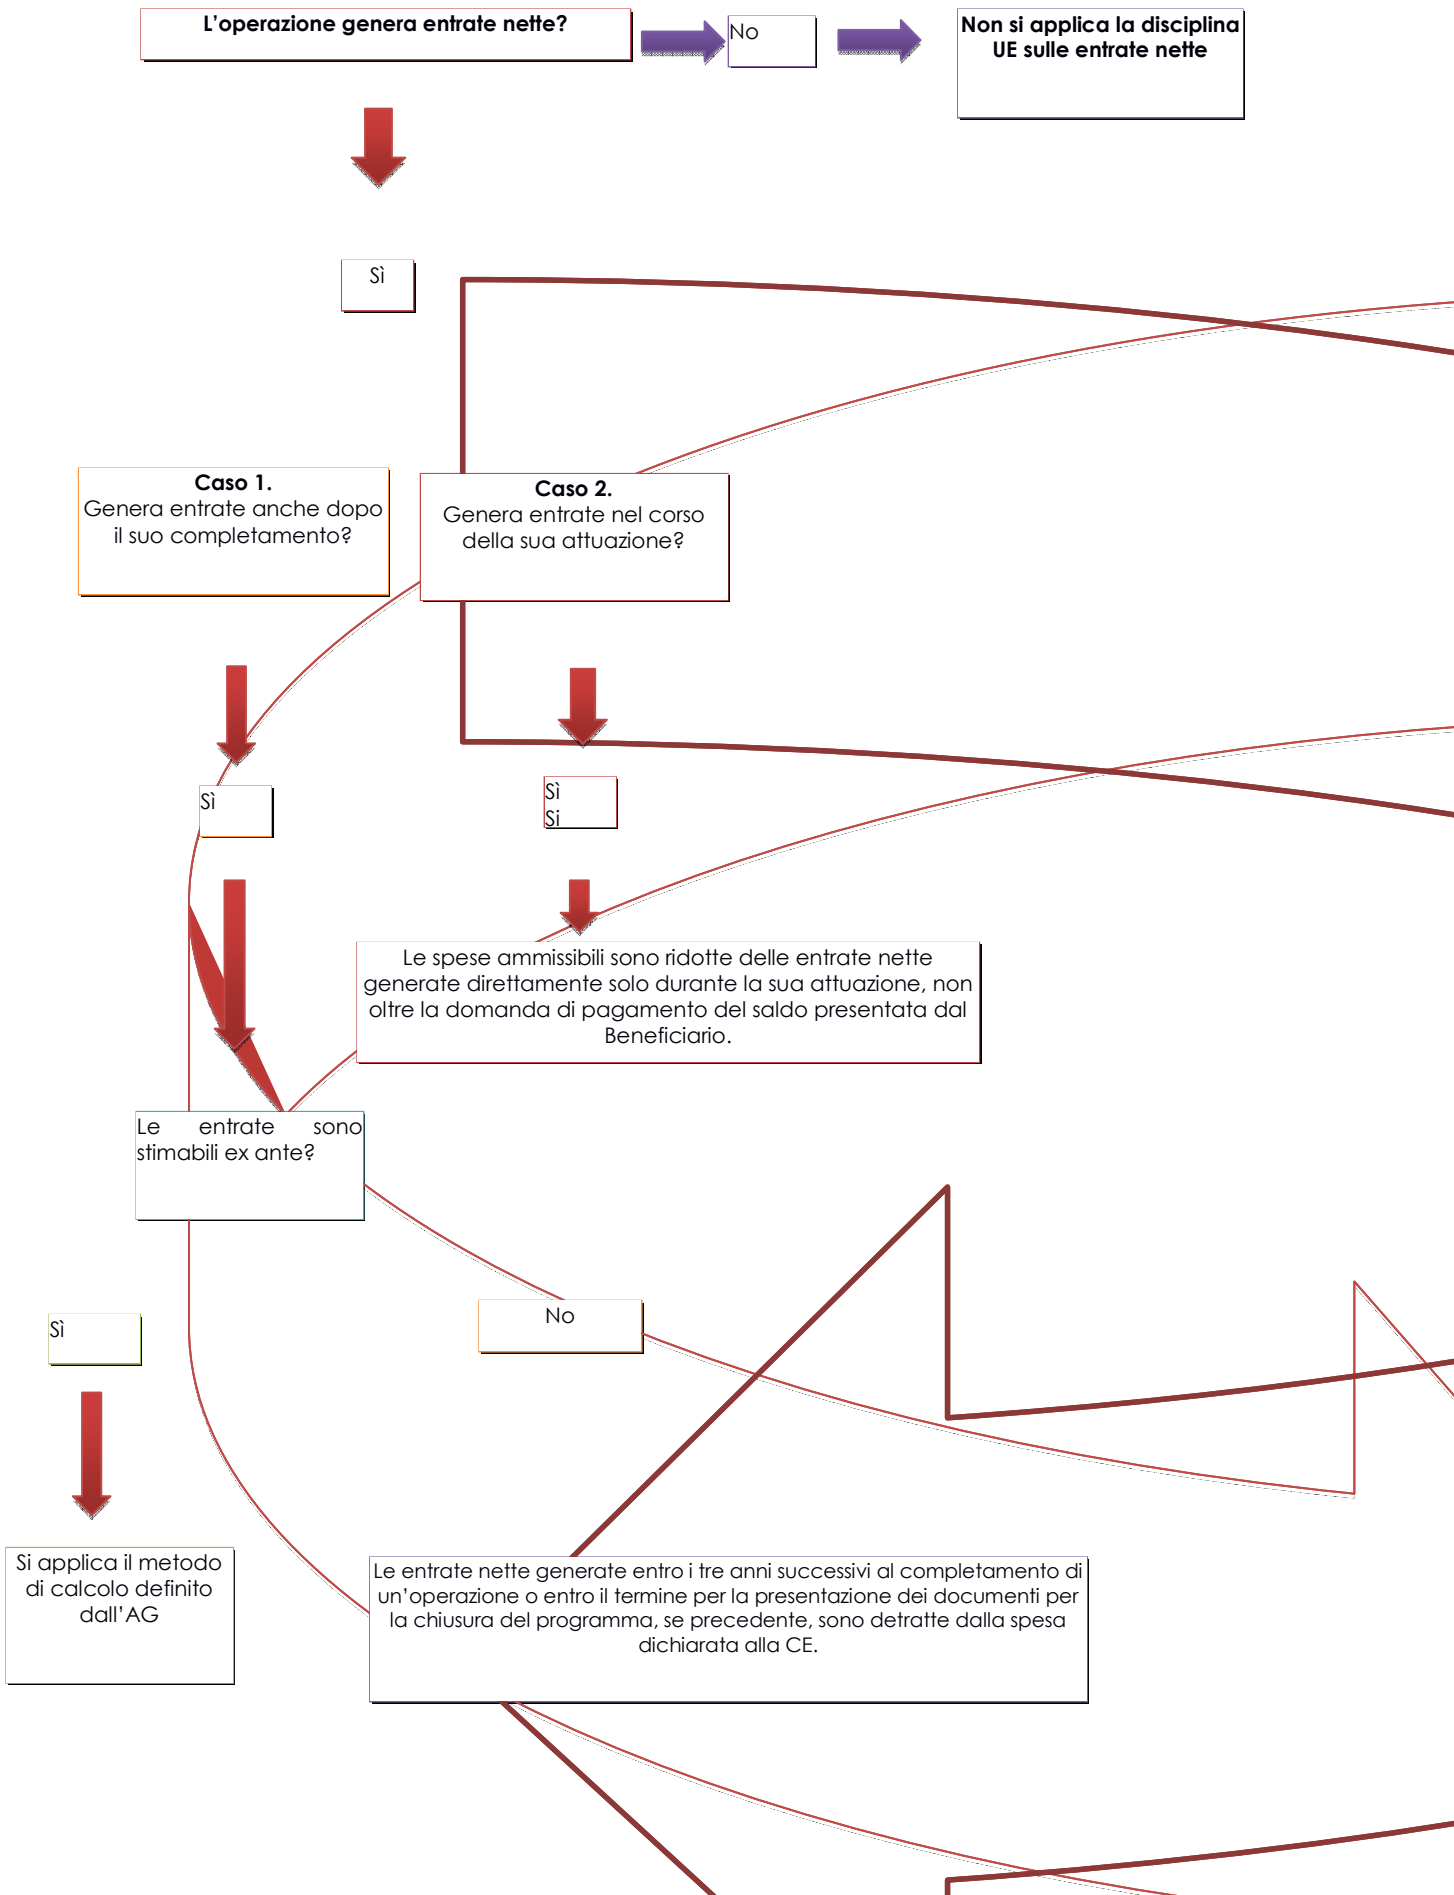 L'operazione genera entrate nette?
No
Non si applica la disciplina
UE sulle entrate nette
Sì
Caso 1.
Genera entrate anche dopo
il suo completamento?
Caso 2.
Genera entrate nel corso
della sua attuazione?
Sì
Sì
Si
Le spese ammissibili sono ridotte delle entrate nette
generate direttamente solo durante la sua attuazione, non
oltre la domanda di pagamento del saldo presentata dal
Beneficiario.
Le entrate sono
stimabili ex ante?
Sì
No
Si applica il metodo
di calcolo definito
dall'AG
Le entrate nette generate entro i tre anni successivi al completamento di
un'operazione o entro il termine per la presentazione dei documenti per
la chiusura del programma, se precedente, sono detratte dalla spesa
dichiarata alla CE.